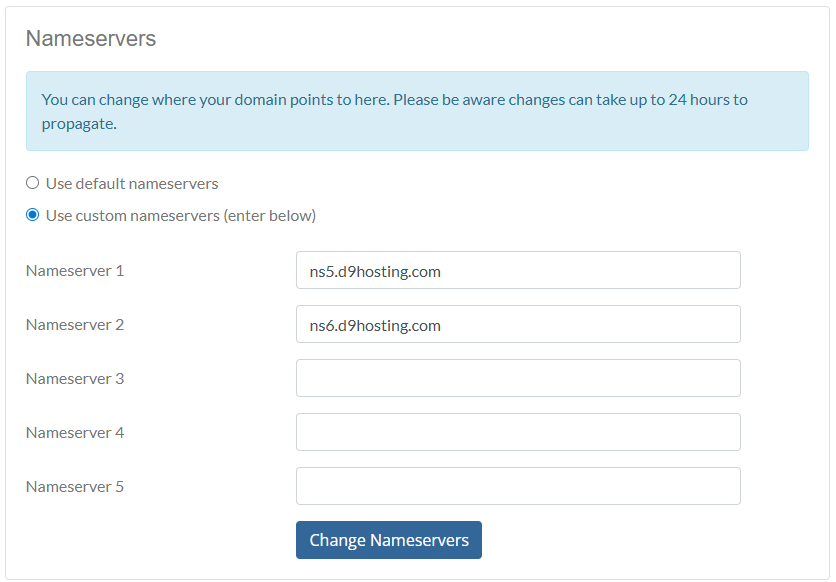 Nameservers
You can change where your domain points to here. Please be aware changes can take up to 24 hours to
propagate.
Use default nameservers
Use custom nameservers (enter below)
Nameserver 1
ns5.d9hosting.com
Nameserver 2
ns6.d9hosting.com
Nameserver 3
Nameserver 4
Nameserver 5
Change Nameservers